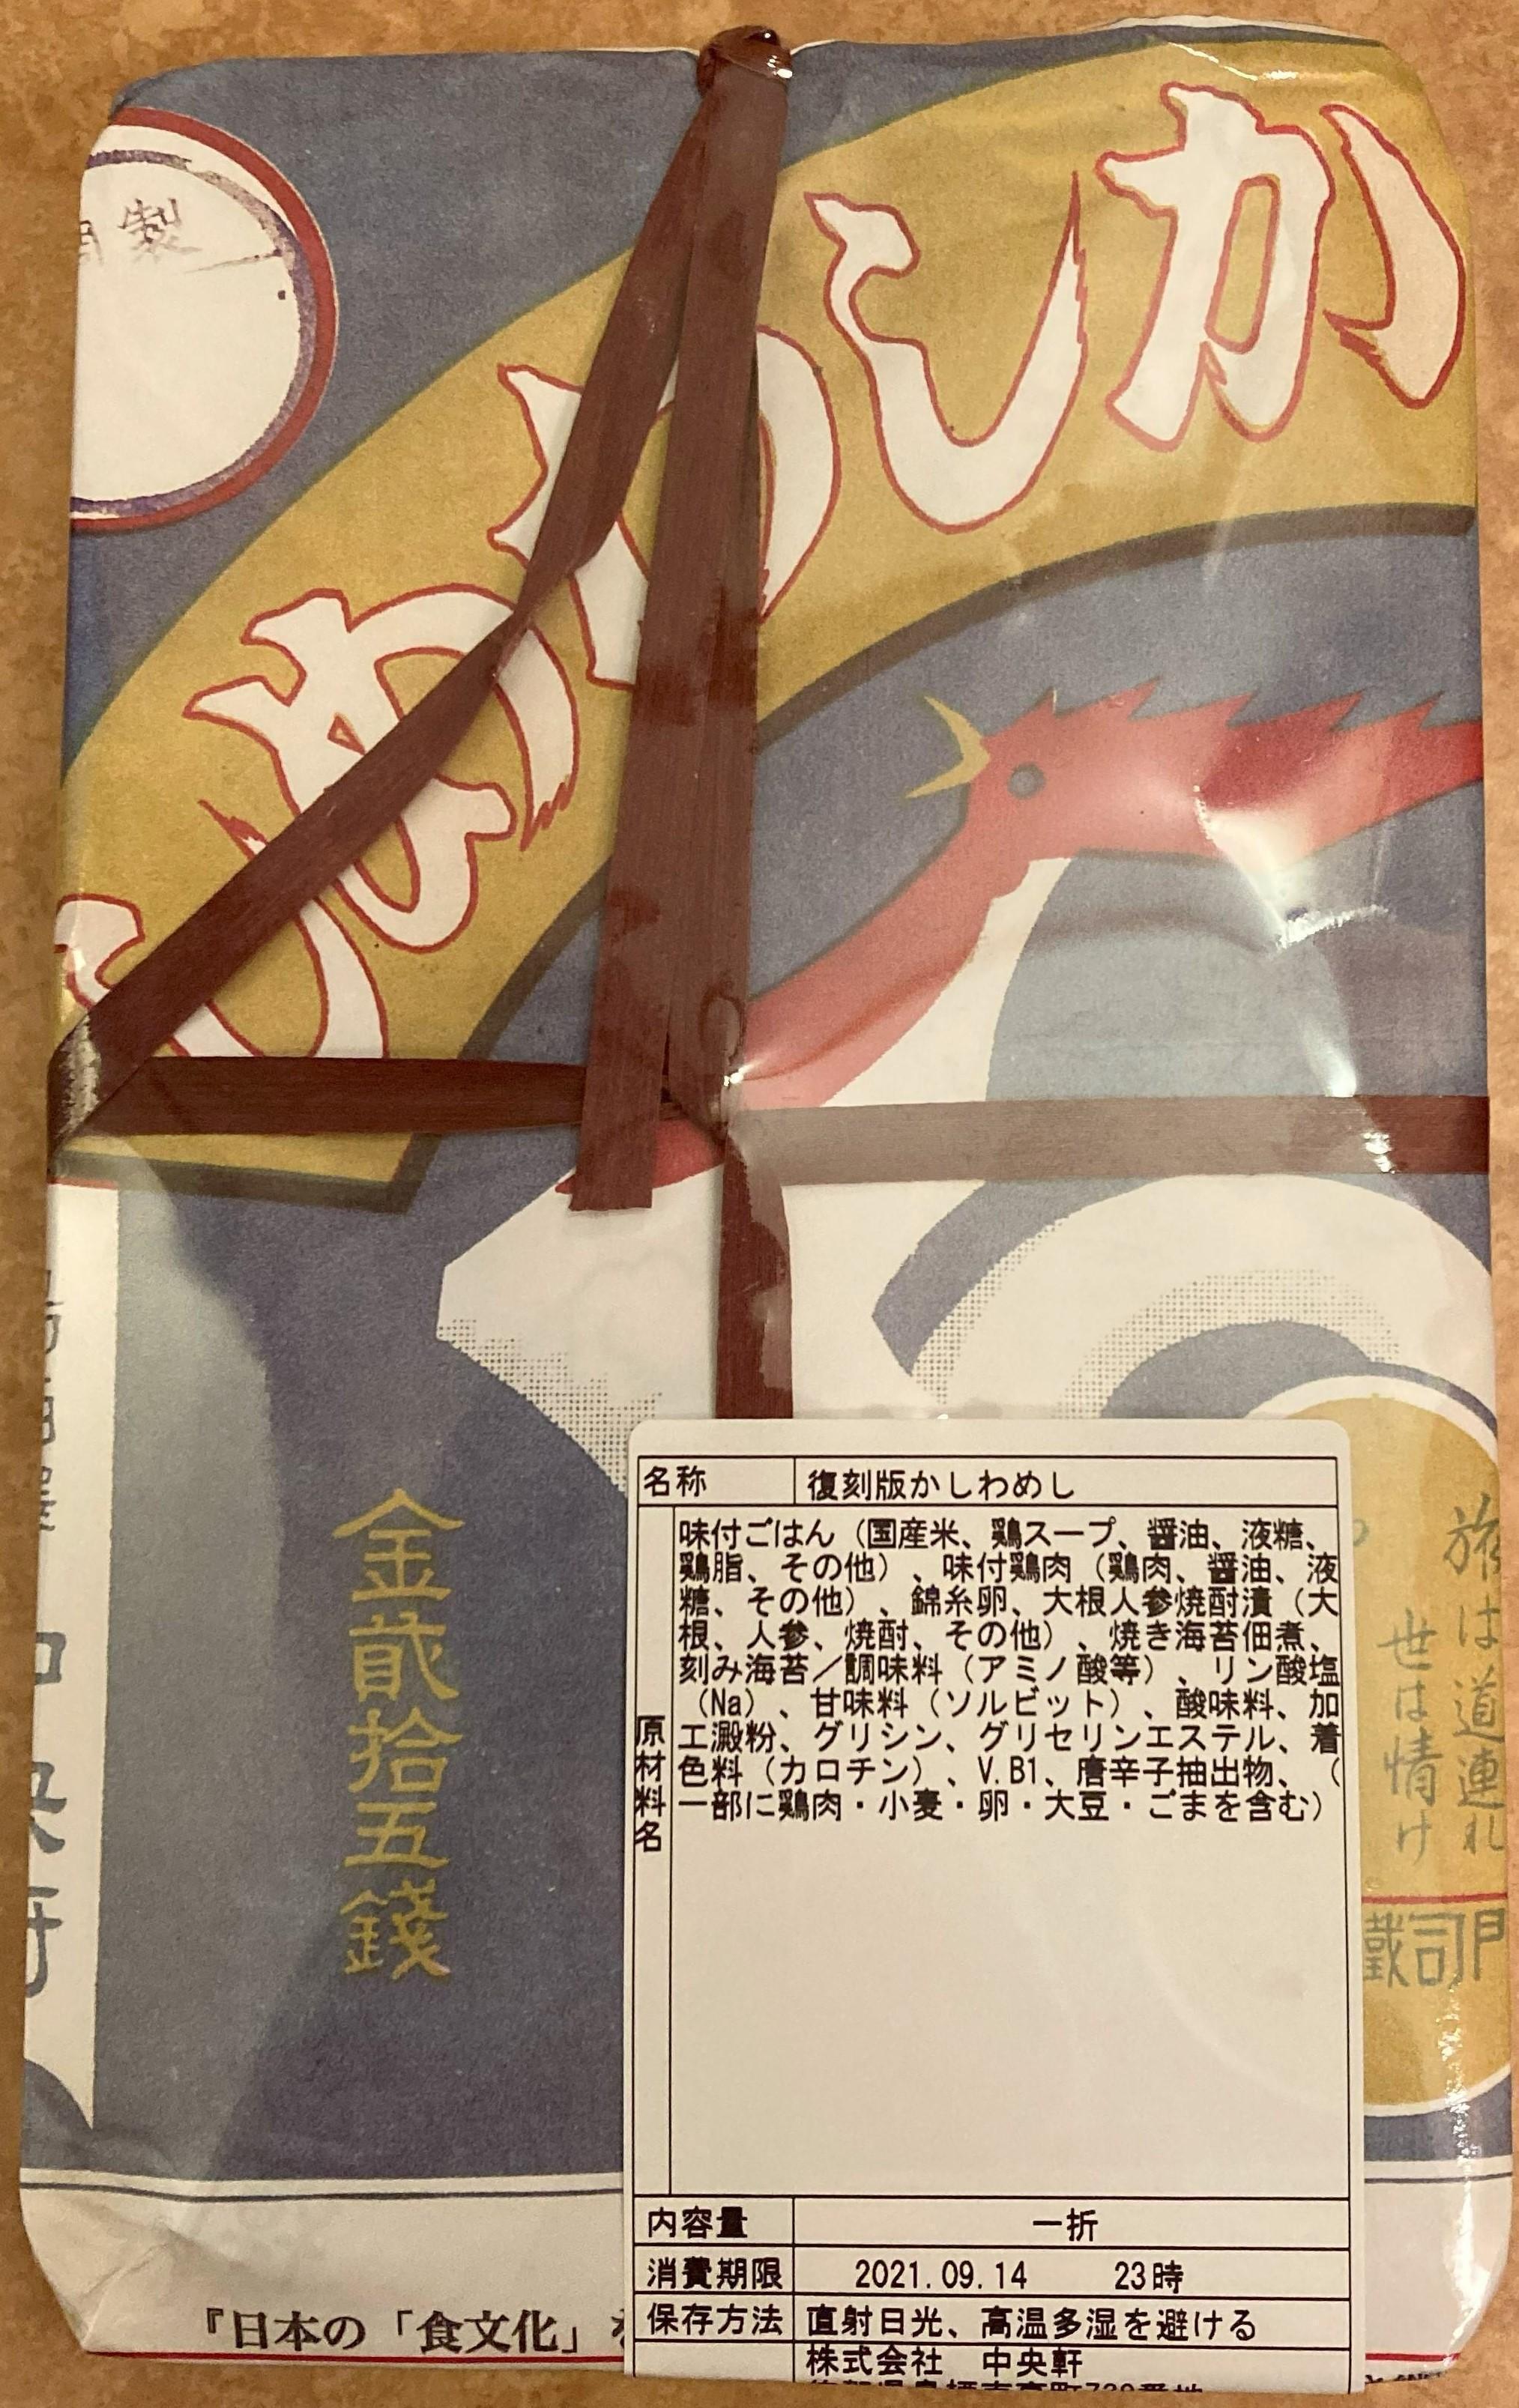 かしわめし
製
金貮拾五錢
旅は道連れ
世は情け
門司鐵
名称 復刻版かしわめし
原材料名
味付ごはん（国産米、鶏スープ、醤油、液糖、
鶏脂、その他）、味付鶏肉（鶏肉、醤油、液
糖、その他）、錦糸卵、大根人参焼酎漬（大
根、人参、焼酎、その他）、焼き海苔佃煮、
刻み海苔／調味料（アミノ酸等）、リン酸塩
（Na）、甘味料（ソルビット）、酸味料、加
工澱粉、グリシン、グリセリンエステル、着
色料（カロチン）、V.B1、唐辛子抽出物、（
一部に鶏肉・小麦・卵・大豆・ごまを含む）
内容量 一折
消費期限 2021.09.14 23時
保存方法 直射日光、高温多湿を避ける
株式会社 中央軒
『日本の「食文化」